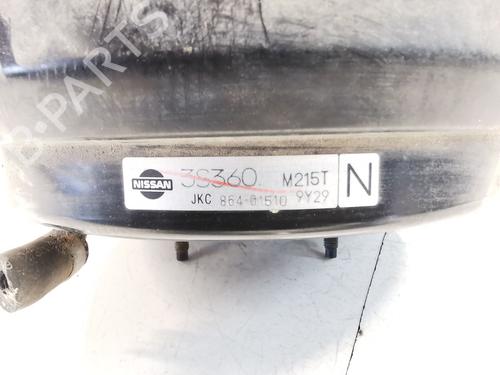 B-PARTS
NISSAN
3S360 M215T
JKC 864-01510 9Y29
N